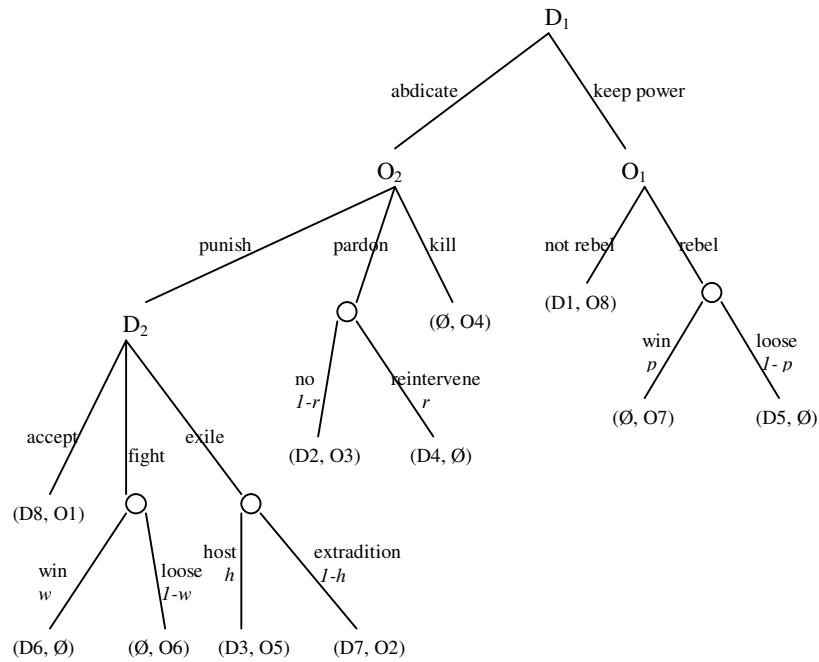 D₁
abdicate
keep power
O₂
O₁
punish
pardon
kill
not rebel
rebel
D₂
(Ø, O4)
(D1, O8)
no
1-r
reintervene
r
win
p
loose
1- p
accept
fight
exile
(D2, O3)
(D4, Ø)
(Ø, O7)
(D5, Ø)
(D8, O1)
win
w
loose
1-w
host
h
extradition
1-h
(D6, Ø)
(Ø, O6)
(D3, O5)
(D7, O2)